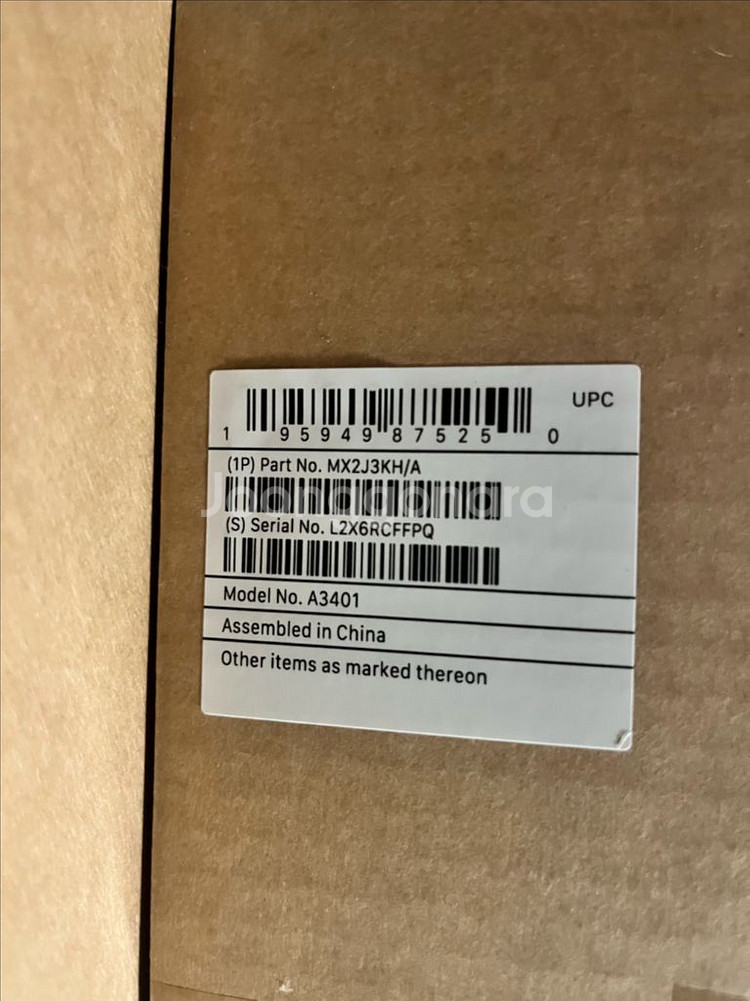 UPC
1 95949 87525 0
(1P) Part No. MX2J3KH/A
Joonggonara
(S) Serial No. L2X6RCFFPQ
Model No. A3401
Assembled in China
Other items as marked thereon